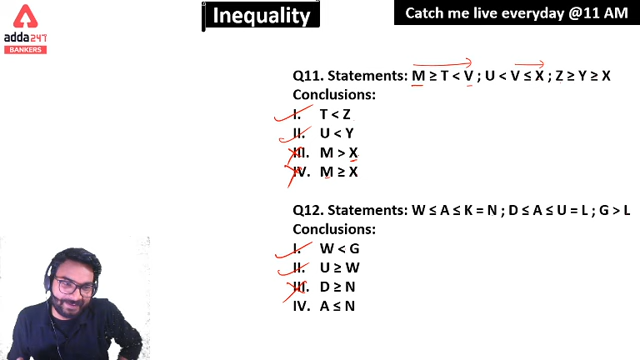 Inequality
Catch me live everyday @11 AM
adda247
BANKERS
Q11. Statements: M ≥ T < V ; U < V ≤ X ; Z ≥ Y ≥ X
Conclusions:
I. T < Z
II. U < Y
III. M > X
IV. M ≥ X
Q12. Statements: W ≤ A ≤ K = N ; D ≤ A ≤ U = L ; G > L
Conclusions:
I. W < G
II. U ≥ W
III. D ≥ N
IV. A ≤ N